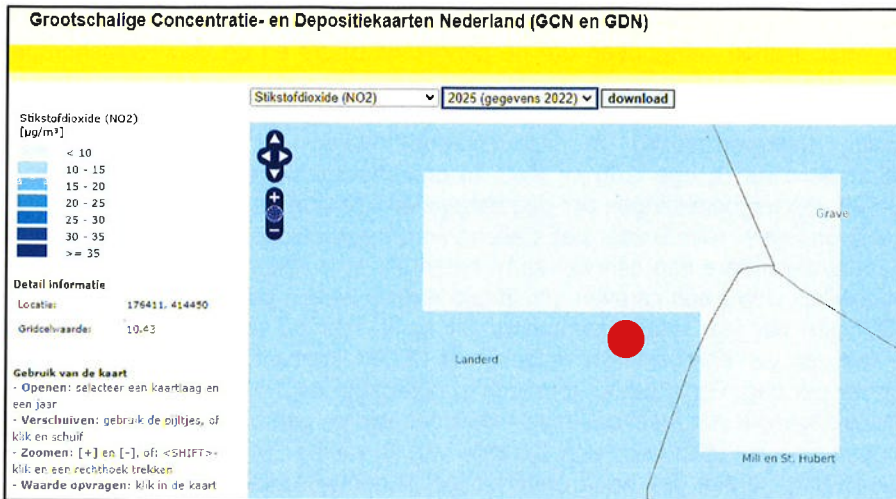 Grootschalige Concentratie- en Depositiekaarten Nederland (GCN en GDN)
Stikstofdioxide (NO2) 2025 (gegevens 2022) download
Stikstofdioxide (NO2)
[µg/m³]
< 10
10 - 15
15 - 20
20 - 25
25 - 30
30 - 35
>= 35
Detail informatie
Locatie: 176411, 414450
Gridcelwaarde: 10.43
Gebruik van de kaart
- Openen: selecteer een kaartlaag en
een jaar
- Verschuiven: gebruik de pijltjes, of
klik en schuif
- Zoomen: [+] en [-], of: <SHIFT>-
klik en een rechthoek trekken
- Waarde opvragen: klik in de kaart
Grave
Landerd
Mill en St. Hubert